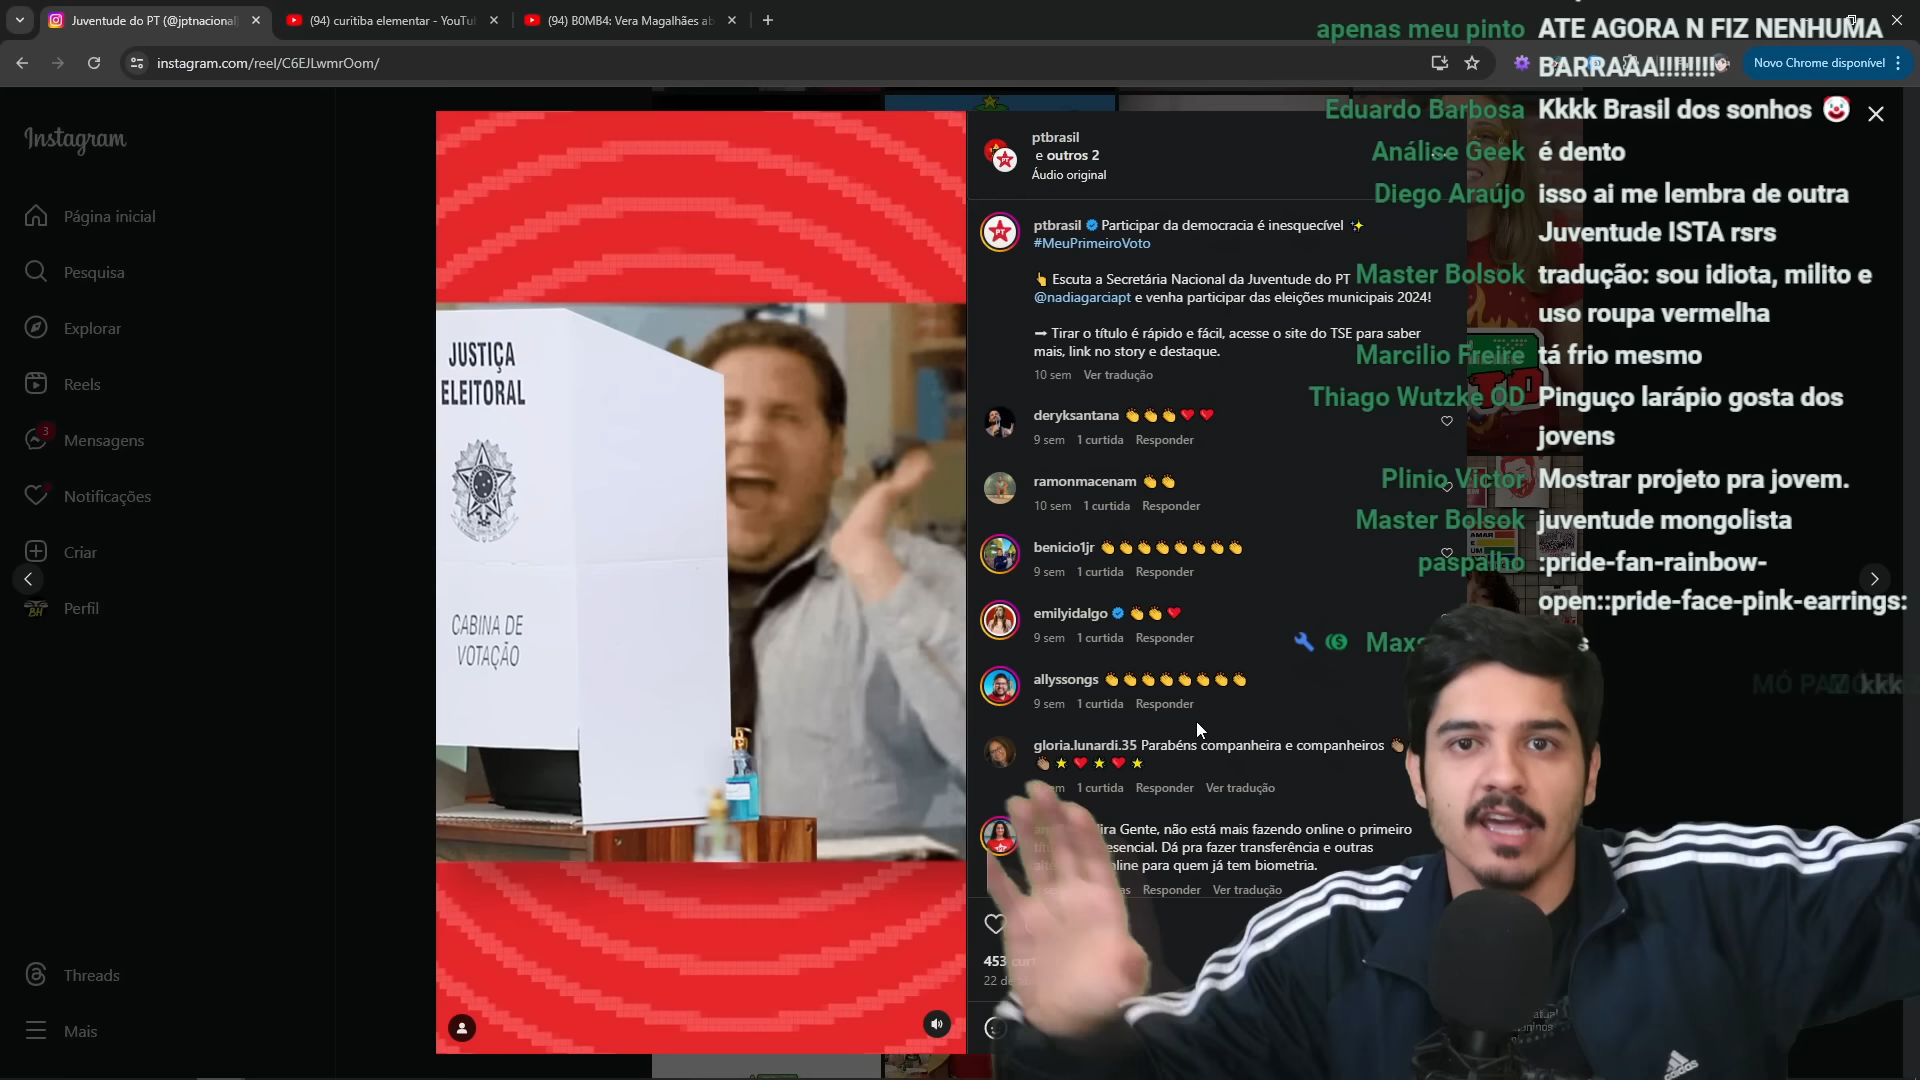 Juventude do PT (@jptnacional
(94) curitiba elementar - YouTu
(94) B0MB4: Vera Magalhães ab
instagram.com/reel/C6EJLwmrOom/
Novo Chrome disponível
Instagram
Página inicial
Pesquisa
Explorar
Reels
3
Mensagens
Notificações
Criar
Perfil
Threads
Mais
JUSTIÇA
ELEITORAL
CABINA DE
VOTAÇÃO
ptbrasil
e outros 2
Áudio original
ptbrasil Participar da democracia é inesquecível ✨
#MeuPrimeiroVoto
👆 Escuta a Secretária Nacional da Juventude do PT
@nadiagarciapt e venha participar das eleições municipais 2024!
➞ Tirar o título é rápido e fácil, acesse o site do TSE para saber
mais, link no story e destaque.
10 sem Ver tradução
deryksantana 👏👏👏❤️❤️
9 sem 1 curtida Responder
ramonmacenam 👏👏
10 sem 1 curtida Responder
benicio1jr 👏👏👏👏👏👏👏👏
9 sem 1 curtida Responder
emilyidalgo 👏👏❤️
9 sem 1 curtida Responder
allyssongs 👏👏👏👏👏👏👏👏
9 sem 1 curtida Responder
gloria.lunardi.35 Parabéns companheira e companheiros 👏🏽
👏🏽⭐❤️⭐❤️⭐
1 curtida Responder Ver tradução
Gente, não está mais fazendo online o primeiro
Dá pra fazer transferência e outras
para quem já tem biometria.
Responder Ver tradução
453
22
apenas meu pinto ATE AGORA N FIZ NENHUMA
BARRAAA!!!!!!!!
Eduardo Barbosa Kkkk Brasil dos sonhos 🤡
Análise Geek é dento
Diego Araújo isso ai me lembra de outra
Juventude ISTA rsrs
Master Bolsok tradução: sou idiota, milito e
uso roupa vermelha
Marcilio Freire tá frio mesmo
Thiago Wutzke OD Pinguço larápio gosta dos
jovens
Plinio Victor Mostrar projeto pra jovem.
Master Bolsok juventude mongolista
paspalho :pride-fan-rainbow-
open::pride-face-pink-earrings:
kkk
adidas